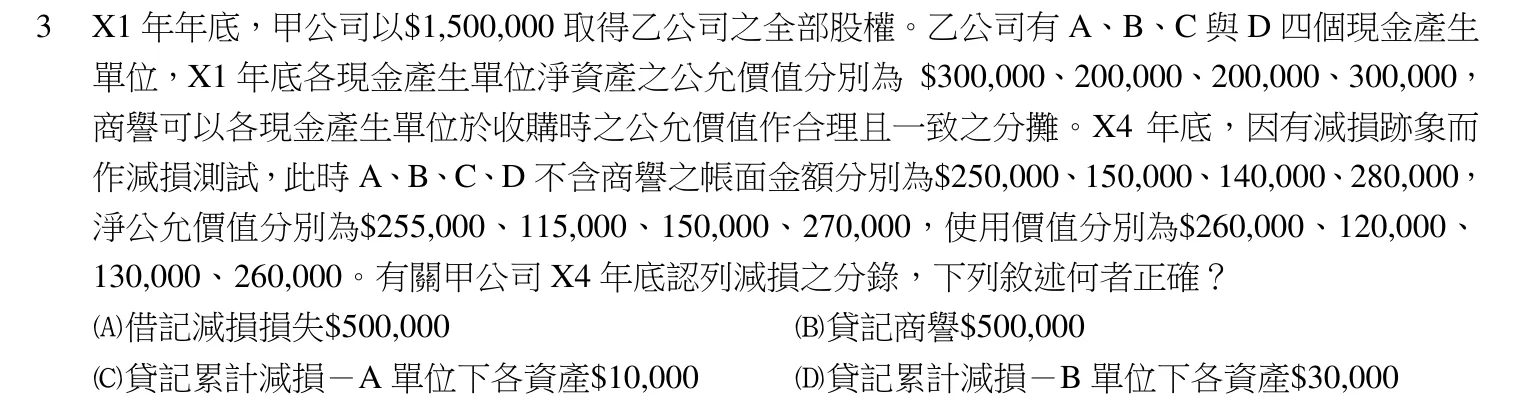 3 X1 年年底，甲公司以$1,500,000 取得乙公司之全部股權。乙公司有 A、B、C 與 D 四個現金產生
單位，X1 年底各現金產生單位淨資產之公允價值分別為 $300,000、200,000、200,000、300,000，
商譽可以各現金產生單位於收購時之公允價值作合理且一致之分攤。X4 年底，因有減損跡象而
作減損測試，此時 A、B、C、D 不含商譽之帳面金額分別為$250,000、150,000、140,000、280,000，
淨公允價值分別為$255,000、115,000、150,000、270,000，使用價值分別為$260,000、120,000、
130,000、260,000。有關甲公司 X4 年底認列減損之分錄，下列敘述何者正確？
(A)借記減損損失$500,000 (B)貸記商譽$500,000
(C)貸記累計減損－A 單位下各資產$10,000 (D)貸記累計減損－B 單位下各資產$30,000